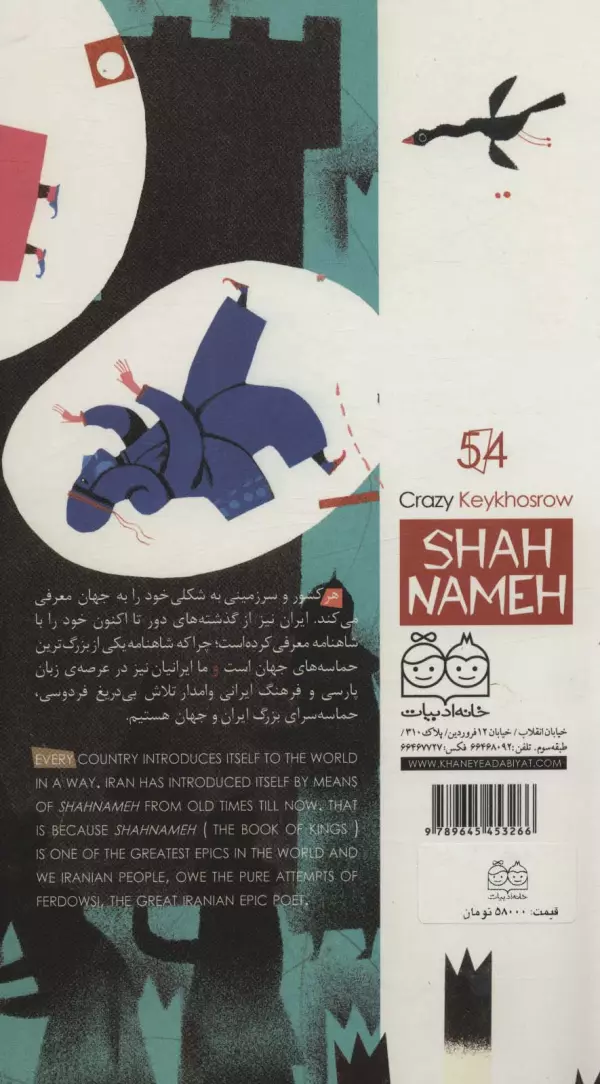 54
Crazy Keykhosrow
SHAH
NAMEH
خانه ادبیات
خیابان انقلاب/ خیابان ۱۲ فروردین/ پلاک ۳۱۰/
طبقه سوم. تلفن: ۶۶۴۶۸۰۹۲ فکس: ۶۶۴۶۷۷۴۷
WWW.KHANEYEADABIYAT.COM
9 789645 453266
خانه ادبیات
قیمت: ۵۸۰۰۰ تومان
هر کشور و سرزمینی به شکلی خود را به جهان معرفی
می‌کند. ایران نیز از گذشته‌های دور تا اکنون خود را با
شاهنامه معرفی کرده است؛ چرا که شاهنامه یکی از بزرگ‌ترین
حماسه‌های جهان است و ما ایرانیان نیز در عرصه‌ی زبان
پارسی و فرهنگ ایرانی وامدار تلاش بی‌دریغ فردوسی،
حماسه‌سرای بزرگ ایران و جهان هستیم.
EVERY COUNTRY INTRODUCES ITSELF TO THE WORLD
IN A WAY. IRAN HAS INTRODUCED ITSELF BY MEANS
OF SHAHNAMEH FROM OLD TIMES TILL NOW. THAT
IS BECAUSE SHAHNAMEH ( THE BOOK OF KINGS )
IS ONE OF THE GREATEST EPICS IN THE WORLD AND
WE IRANIAN PEOPLE, OWE THE PURE ATTEMPTS OF
FERDOWSI, THE GREAT IRANIAN EPIC POET.